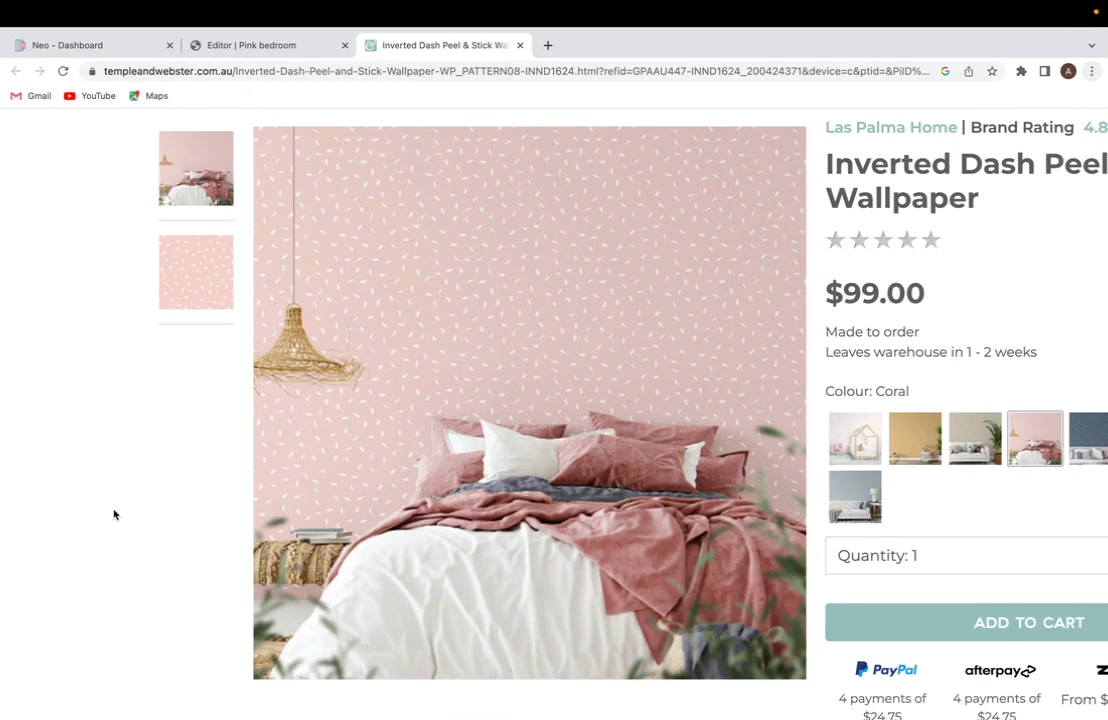 Neo - Dashboard
Editor | Pink bedroom
Inverted Dash Peel & Stick Wal
templeandwebster.com.au/Inverted-Dash-Peel-and-Stick-Wallpaper-WP_PATTERN08-INND1624.html?refid=GPAAU447-INND1624_200424371&device=c&ptid=&PiID%...
A
Gmail
YouTube
Maps
Las Palma Home | Brand Rating 4.8
Inverted Dash Peel
Wallpaper
$99.00
Made to order
Leaves warehouse in 1 - 2 weeks
Colour: Coral
Quantity: 1
ADD TO CART
PayPal
afterpay
4 payments of
$24.75
4 payments of
$24.75
From $